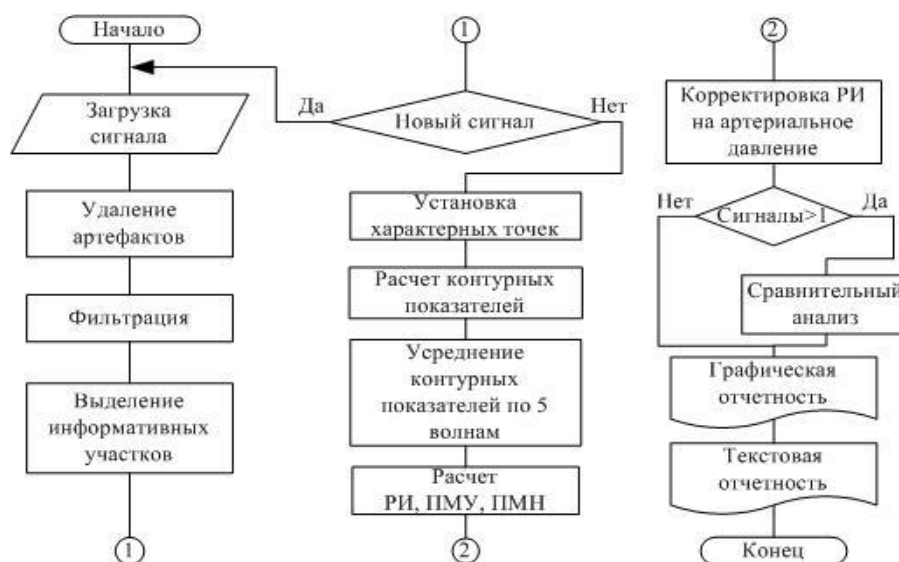 Начало
Загрузка
сигнала
Удаление
артефактов
Фильтрация
Выделение
информативных
участков
1
1
Да
Новый сигнал
Нет
Установка
характерных точек
Расчет контурных
показателей
Усреднение
контурных
показателей по 5
волнам
Расчет
РИ, ПМУ, ПМН
2
2
Корректировка РИ
на артериальное
давление
Нет
Сигналы>1
Да
Сравнительный
анализ
Графическая
отчетность
Текстовая
отчетность
Конец